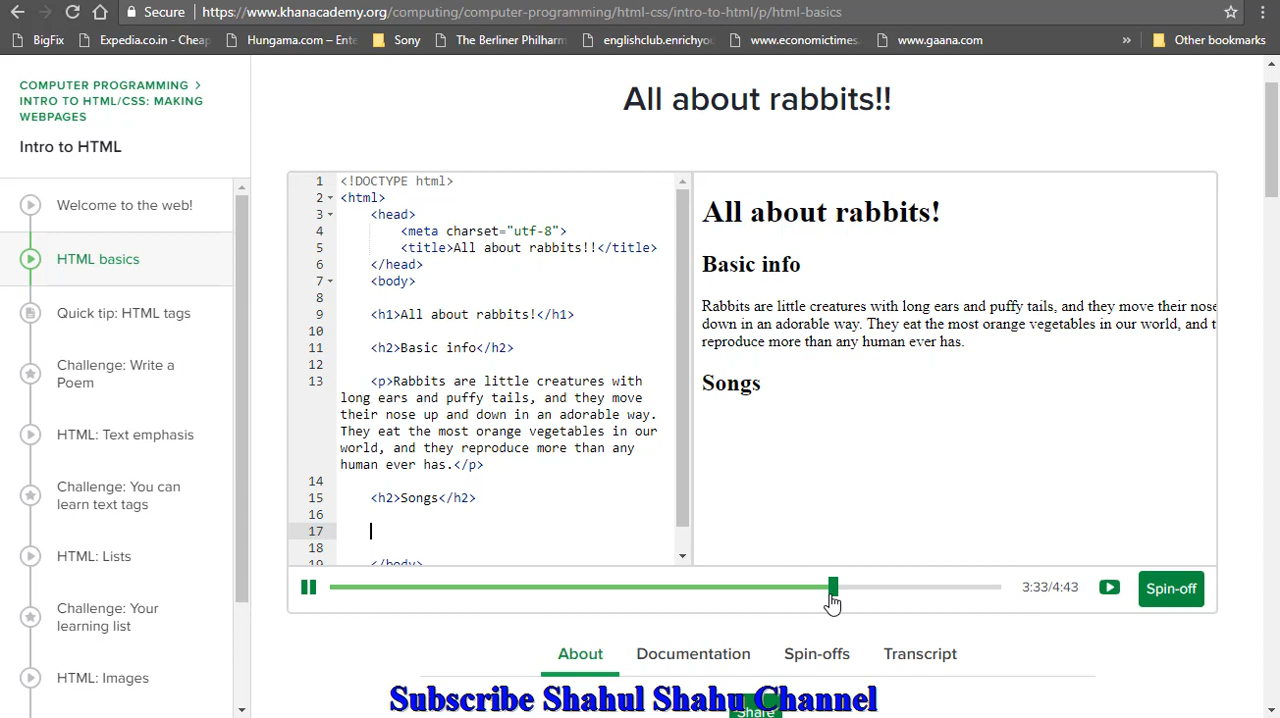 Secure https://www.khanacademy.org/computing/computer-programming/html-css/intro-to-html/p/html-basics
BigFix Expedia.co.in - Cheap Hungama.com – Ente Sony The Berliner Philharm englishclub.enrichyo www.economictimes. www.gaana.com » Other bookmarks
COMPUTER PROGRAMMING >
INTRO TO HTML/CSS: MAKING
WEBPAGES
Intro to HTML
Welcome to the web!
HTML basics
Quick tip: HTML tags
Challenge: Write a
Poem
HTML: Text emphasis
Challenge: You can
learn text tags
HTML: Lists
Challenge: Your
learning list
HTML: Images
All about rabbits!!
1 <!DOCTYPE html>
2 <html>
3 <head>
4 <meta charset="utf-8">
5 <title>All about rabbits!!</title>
6 </head>
7 <body>
8
9 <h1>All about rabbits!</h1>
10
11 <h2>Basic info</h2>
12
13 <p>Rabbits are little creatures with
long ears and puffy tails, and they move
their nose up and down in an adorable way.
They eat the most orange vegetables in our
world, and they reproduce more than any
human ever has.</p>
14
15 <h2>Songs</h2>
16
17
18
19 </body>
All about rabbits!
Basic info
Rabbits are little creatures with long ears and puffy tails, and they move their nose
down in an adorable way. They eat the most orange vegetables in our world, and t
reproduce more than any human ever has.
Songs
3:33/4:43
Spin-off
About Documentation Spin-offs Transcript
Share
Subscribe Shahul Shahu Channel